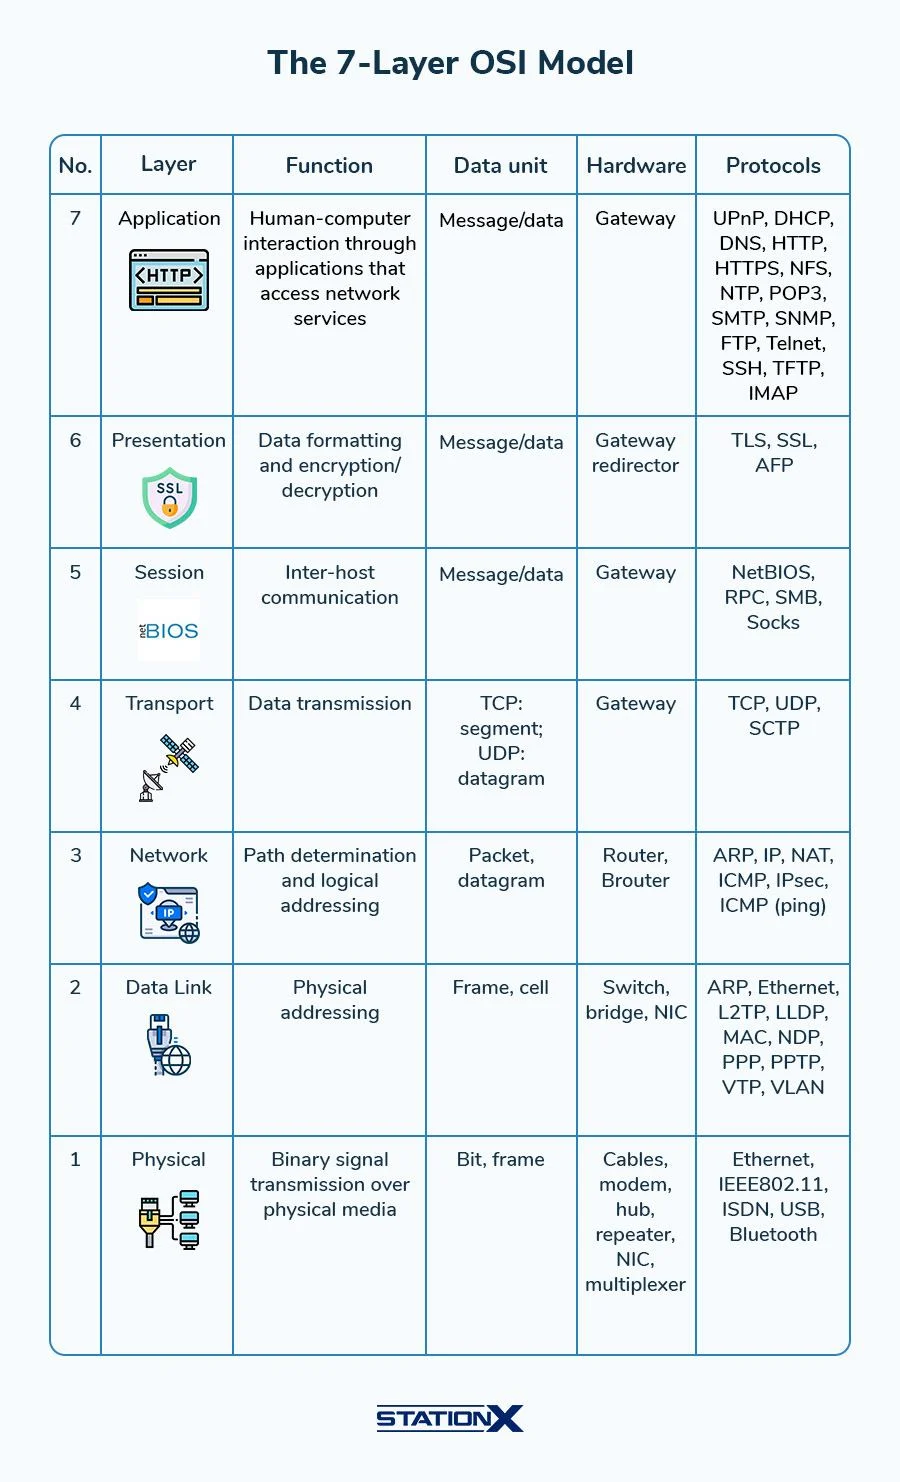 The 7-Layer OSI Model
No.
Layer
Function
Data unit
Hardware
Protocols
7
Application
<HTTP>
Human-computer
interaction through
applications that
access network
services
Message/data
Gateway
UPnP, DHCP,
DNS, HTTP,
HTTPS, NFS,
NTP, POP3,
SMTP, SNMP,
FTP, Telnet,
SSH, TFTP,
IMAP
6
Presentation
SSL
Data formatting
and encryption/
decryption
Message/data
Gateway
redirector
TLS, SSL,
AFP
5
Session
netBIOS
Inter-host
communication
Message/data
Gateway
NetBIOS,
RPC, SMB,
Socks
4
Transport
Data transmission
TCP:
segment;
UDP:
datagram
Gateway
TCP, UDP,
SCTP
3
Network
IP
Path determination
and logical
addressing
Packet,
datagram
Router,
Brouter
ARP, IP, NAT,
ICMP, IPsec,
ICMP (ping)
2
Data Link
Physical
addressing
Frame, cell
Switch,
bridge, NIC
ARP, Ethernet,
L2TP, LLDP,
MAC, NDP,
PPP, PPTP,
VTP, VLAN
1
Physical
Binary signal
transmission over
physical media
Bit, frame
Cables,
modem,
hub,
repeater,
NIC,
multiplexer
Ethernet,
IEEE802.11,
ISDN, USB,
Bluetooth
STATIONX